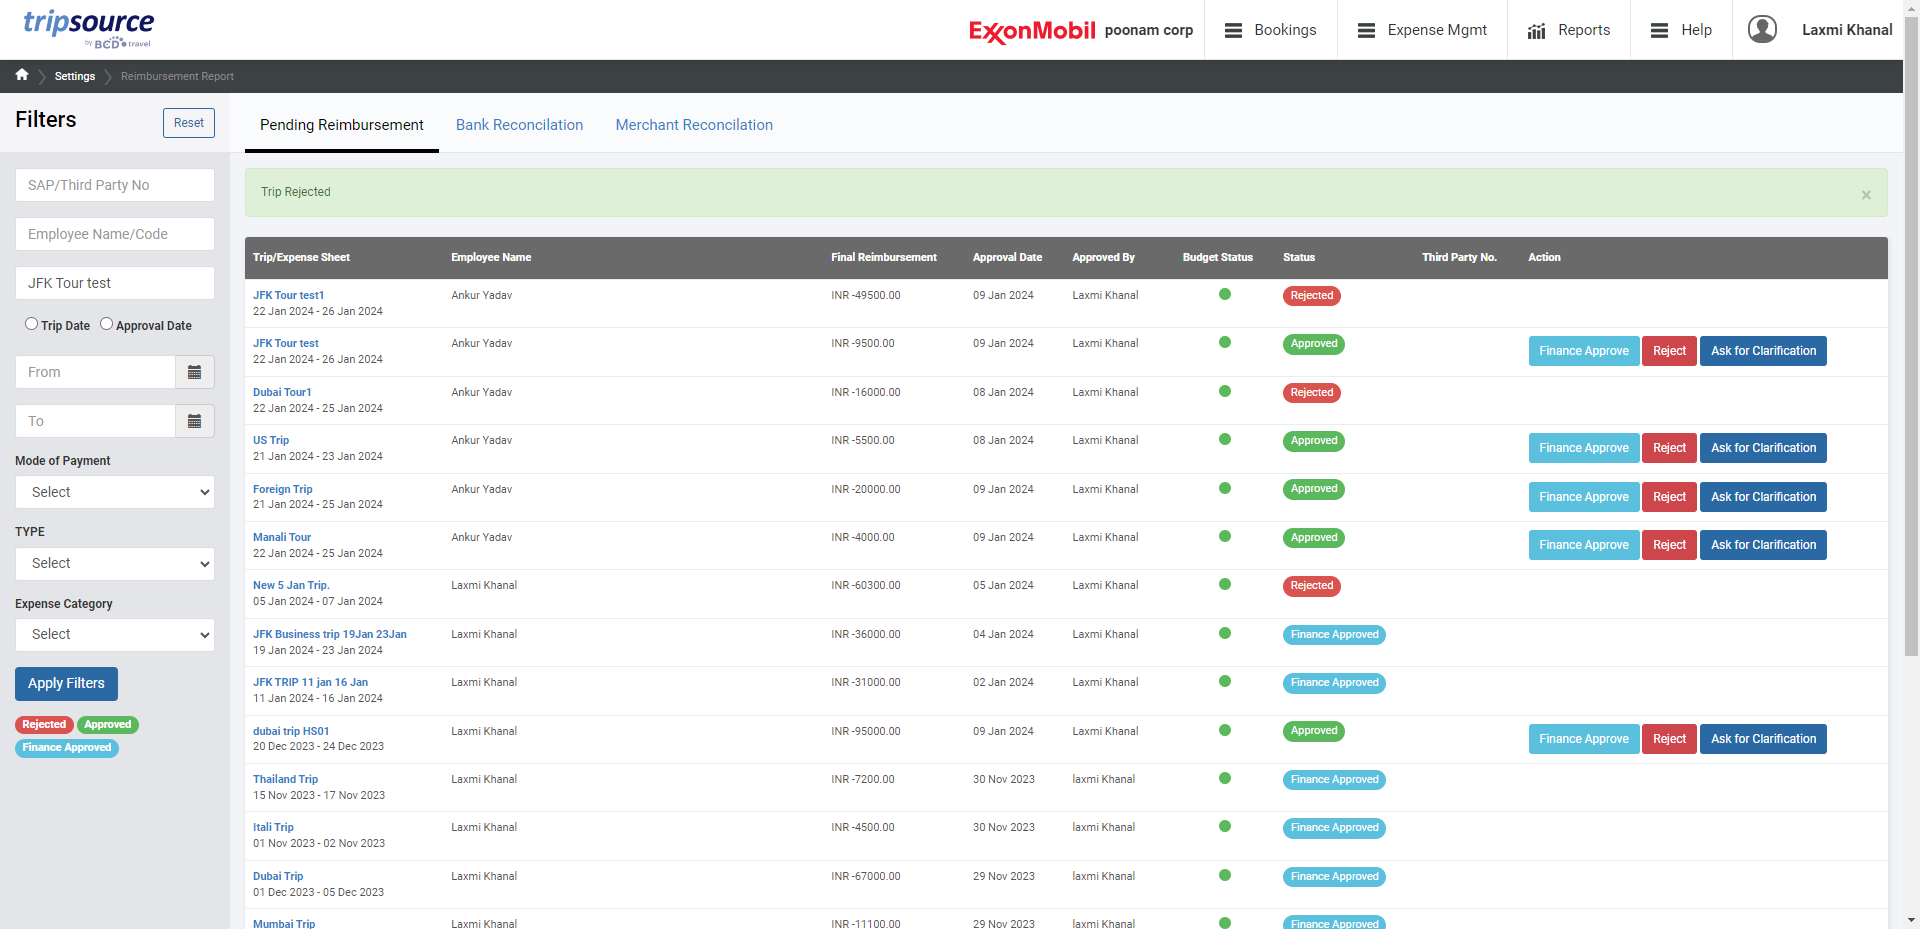 tripsource
by BCD travel
ExxonMobil poonam corp
Bookings
Expense Mgmt
Reports
Help
Laxmi Khanal
Settings
Reimbursement Report
Filters
Reset
SAP/Third Party No
Employee Name/Code
JFK Tour test
Trip Date Approval Date
From
To
Mode of Payment
Select
TYPE
Select
Expense Category
Select
Apply Filters
Rejected Approved
Finance Approved
Pending Reimbursement Bank Reconcilation Merchant Reconcilation
Trip Rejected ×
Trip/Expense Sheet Employee Name Final Reimbursement Approval Date Approved By Budget Status Status Third Party No. Action
JFK Tour test1 Ankur Yadav INR -49500.00 09 Jan 2024 Laxmi Khanal Rejected
22 Jan 2024 - 26 Jan 2024
JFK Tour test Ankur Yadav INR -9500.00 09 Jan 2024 Laxmi Khanal Approved Finance Approve Reject Ask for Clarification
22 Jan 2024 - 26 Jan 2024
Dubai Tour1 Ankur Yadav INR -16000.00 08 Jan 2024 Laxmi Khanal Rejected
22 Jan 2024 - 25 Jan 2024
US Trip Ankur Yadav INR -5500.00 08 Jan 2024 Laxmi Khanal Approved Finance Approve Reject Ask for Clarification
21 Jan 2024 - 23 Jan 2024
Foreign Trip Ankur Yadav INR -20000.00 09 Jan 2024 Laxmi Khanal Approved Finance Approve Reject Ask for Clarification
21 Jan 2024 - 25 Jan 2024
Manali Tour Ankur Yadav INR -4000.00 09 Jan 2024 Laxmi Khanal Approved Finance Approve Reject Ask for Clarification
22 Jan 2024 - 25 Jan 2024
New 5 Jan Trip. Laxmi Khanal INR -60300.00 05 Jan 2024 Laxmi Khanal Rejected
05 Jan 2024 - 07 Jan 2024
JFK Business trip 19Jan 23Jan Laxmi Khanal INR -36000.00 04 Jan 2024 Laxmi Khanal Finance Approved
19 Jan 2024 - 23 Jan 2024
JFK TRIP 11 jan 16 Jan Laxmi Khanal INR -31000.00 02 Jan 2024 Laxmi Khanal Finance Approved
11 Jan 2024 - 16 Jan 2024
dubai trip HS01 Laxmi Khanal INR -95000.00 09 Jan 2024 Laxmi Khanal Approved Finance Approve Reject Ask for Clarification
20 Dec 2023 - 24 Dec 2023
Thailand Trip Laxmi Khanal INR -7200.00 30 Nov 2023 laxmi Khanal Finance Approved
15 Nov 2023 - 17 Nov 2023
Itali Trip Laxmi Khanal INR -4500.00 30 Nov 2023 laxmi Khanal Finance Approved
01 Nov 2023 - 02 Nov 2023
Dubai Trip Laxmi Khanal INR -67000.00 29 Nov 2023 laxmi Khanal Finance Approved
01 Dec 2023 - 05 Dec 2023
Mumbai Trip Laxmi Khanal INR -11100.00 29 Nov 2023 laxmi Khanal Finance Approved